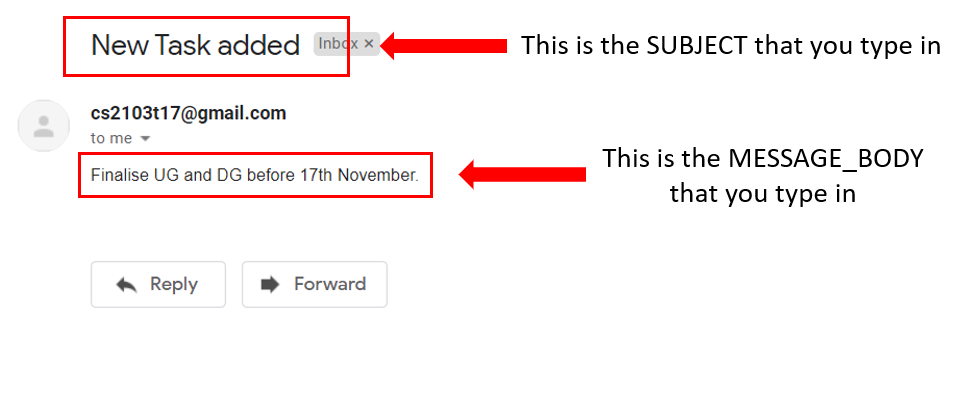 New Task added Inbox ×
This is the SUBJECT that you type in
cs2103t17@gmail.com
to me
Finalise UG and DG before 17th November.
This is the MESSAGE_BODY
that you type in
Reply
Forward